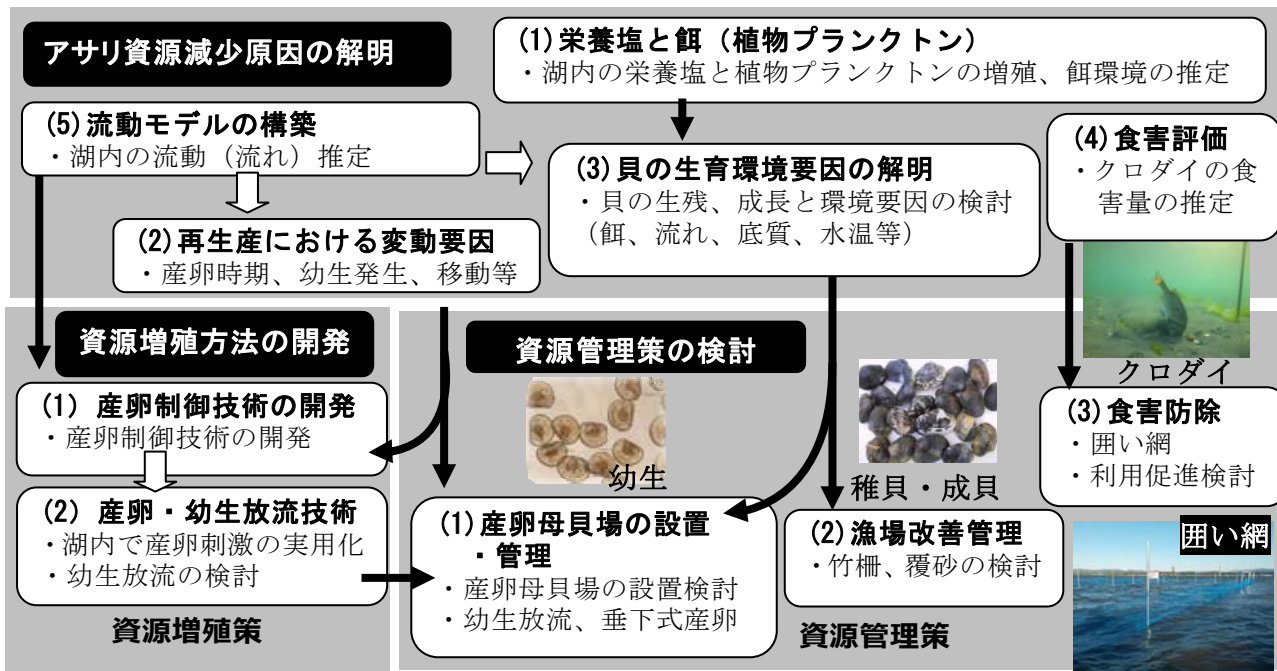 アサリ資源減少原因の解明
(1)栄養塩と餌（植物プランクトン）
・湖内の栄養塩と植物プランクトンの増殖、餌環境の推定
(5)流動モデルの構築
・湖内の流動（流れ）推定
(2)再生産における変動要因
・産卵時期、幼生発生、移動等
(3)貝の生育環境要因の解明
・貝の生残、成長と環境要因の検討
（餌、流れ、底質、水温等）
(4)食害評価
・クロダイの食
害量の推定
クロダイ
資源増殖方法の開発
(1) 産卵制御技術の開発
・産卵制御技術の開発
(2) 産卵・幼生放流技術
・湖内で産卵刺激の実用化
・幼生放流の検討
資源増殖策
資源管理策の検討
幼生
稚貝・成貝
(1)産卵母貝場の設置
・管理
・産卵母貝場の設置検討
・幼生放流、垂下式産卵
(2)漁場改善管理
・竹柵、覆砂の検討
資源管理策
(3)食害防除
・囲い網
・利用促進検討
囲い網